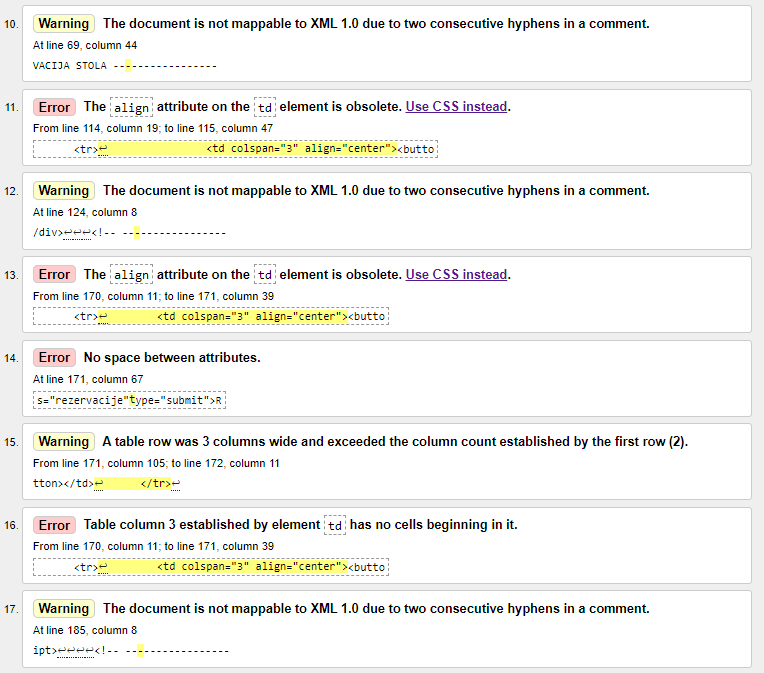 10. Warning The document is not mappable to XML 1.0 due to two consecutive hyphens in a comment.
At line 69, column 44
VACIJA STOLA -----------------
11. Error The align attribute on the td element is obsolete. Use CSS instead.
From line 114, column 19; to line 115, column 47
<tr>↩ <td colspan="3" align="center"><butto
12. Warning The document is not mappable to XML 1.0 due to two consecutive hyphens in a comment.
At line 124, column 8
/div>↩↩↩<!-- -----------------
13. Error The align attribute on the td element is obsolete. Use CSS instead.
From line 170, column 11; to line 171, column 39
<tr>↩ <td colspan="3" align="center"><butto
14. Error No space between attributes.
At line 171, column 67
s="rezervacije"type="submit">R
15. Warning A table row was 3 columns wide and exceeded the column count established by the first row (2).
From line 171, column 105; to line 172, column 11
tton></td>↩ </tr>↩
16. Error Table column 3 established by element td has no cells beginning in it.
From line 170, column 11; to line 171, column 39
<tr>↩ <td colspan="3" align="center"><butto
17. Warning The document is not mappable to XML 1.0 due to two consecutive hyphens in a comment.
At line 185, column 8
ipt>↩↩↩↩<!-- -----------------